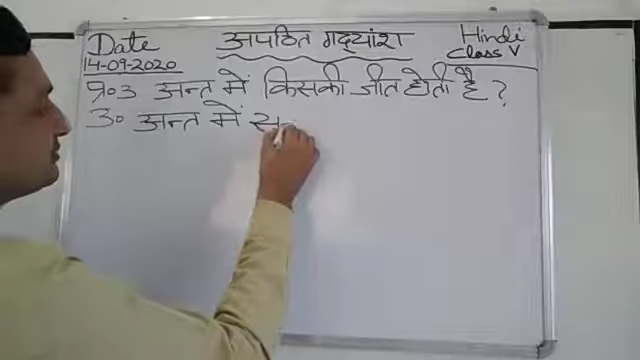 Date अपठित गद्यांश Hindi
14-09-2020 Class V
प्र०3 अन्त में किसकी जीत होती है ?
उ० अन्त में स